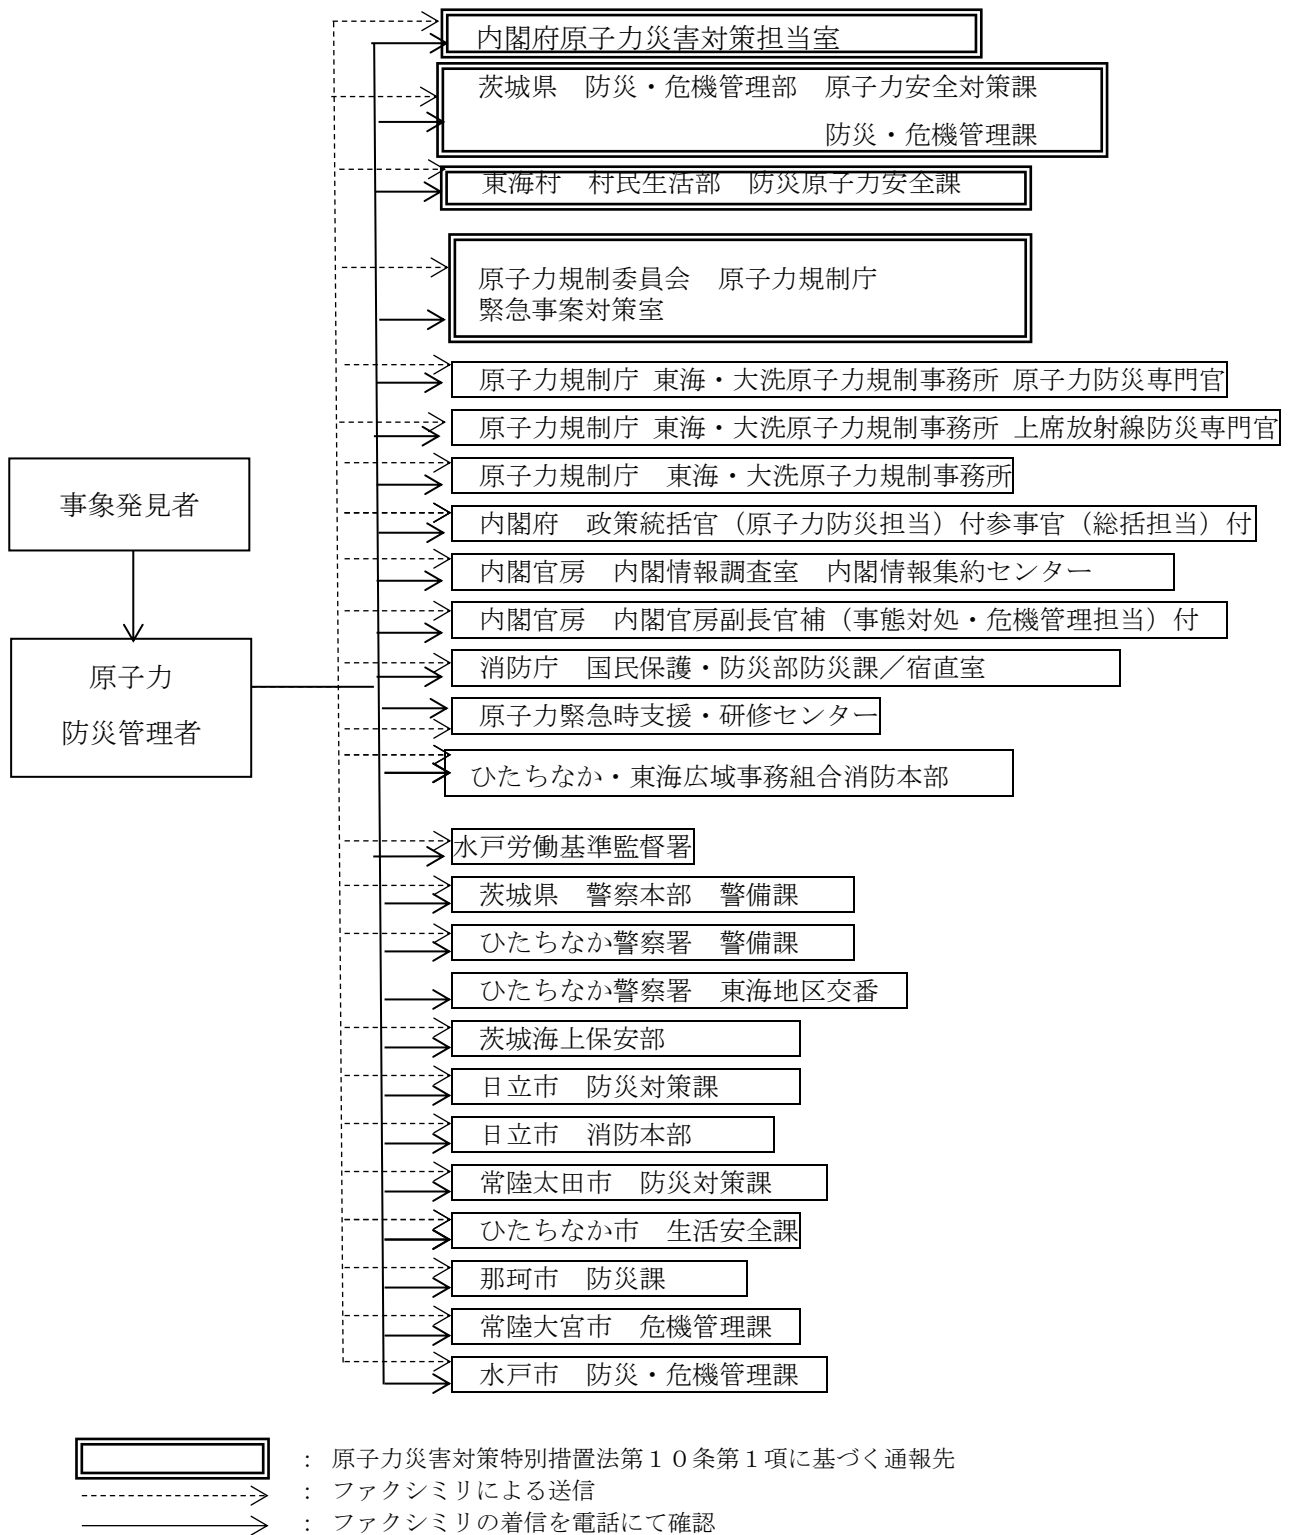 内閣府原子力災害対策担当室
茨城県　防災・危機管理部　原子力安全対策課
防災・危機管理課
東海村　村民生活部　防災原子力安全課
原子力規制委員会　原子力規制庁
緊急事案対策室
原子力規制庁 東海・大洗原子力規制事務所 原子力防災専門官
原子力規制庁 東海・大洗原子力規制事務所 上席放射線防災専門官
原子力規制庁　東海・大洗原子力規制事務所
内閣府　政策統括官（原子力防災担当）付参事官（総括担当）付
内閣官房　内閣情報調査室　内閣情報集約センター
内閣官房　内閣官房副長官補（事態対処・危機管理担当）付
消防庁　国民保護・防災部防災課／宿直室
原子力緊急時支援・研修センター
ひたちなか・東海広域事務組合消防本部
水戸労働基準監督署
茨城県　警察本部　警備課
ひたちなか警察署　警備課
ひたちなか警察署　東海地区交番
茨城海上保安部
日立市　防災対策課
日立市　消防本部
常陸太田市　防災対策課
ひたちなか市　生活安全課
那珂市　防災課
常陸大宮市　危機管理課
水戸市　防災・危機管理課
事象発見者
原子力
防災管理者
：　原子力災害対策特別措置法第１０条第１項に基づく通報先
：　ファクシミリによる送信
：　ファクシミリの着信を電話にて確認